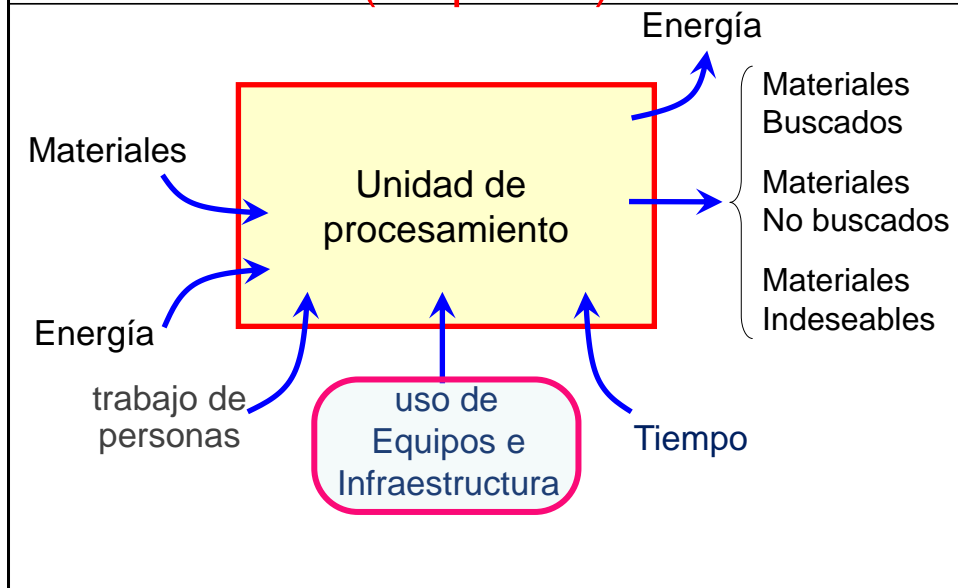 Energía
Materiales
Buscados
Materiales
No buscados
Materiales
Indeseables
Materiales
Unidad de
procesamiento
Energía
trabajo de
personas
uso de
Equipos e
Infraestructura
Tiempo